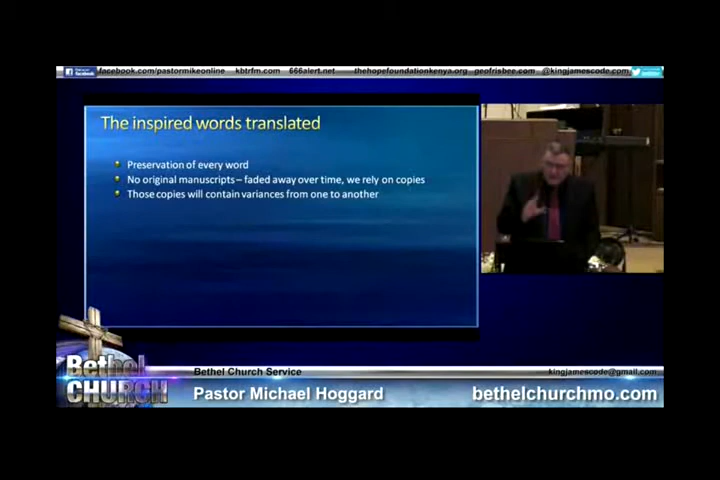 facebook.com/pastormikeonline kbtrfm.com 666alert.net thehopefoundationkenya.org geofrisbee.com @kingjamescode.com
The inspired words translated
Preservation of every word
No original manuscripts – faded away over time, we rely on copies
Those copies will contain variances from one to another
Bethel
CHURCH
Bethel Church Service
kingjamescode@gmail.com
Pastor Michael Hoggard
bethelchurchmo.com